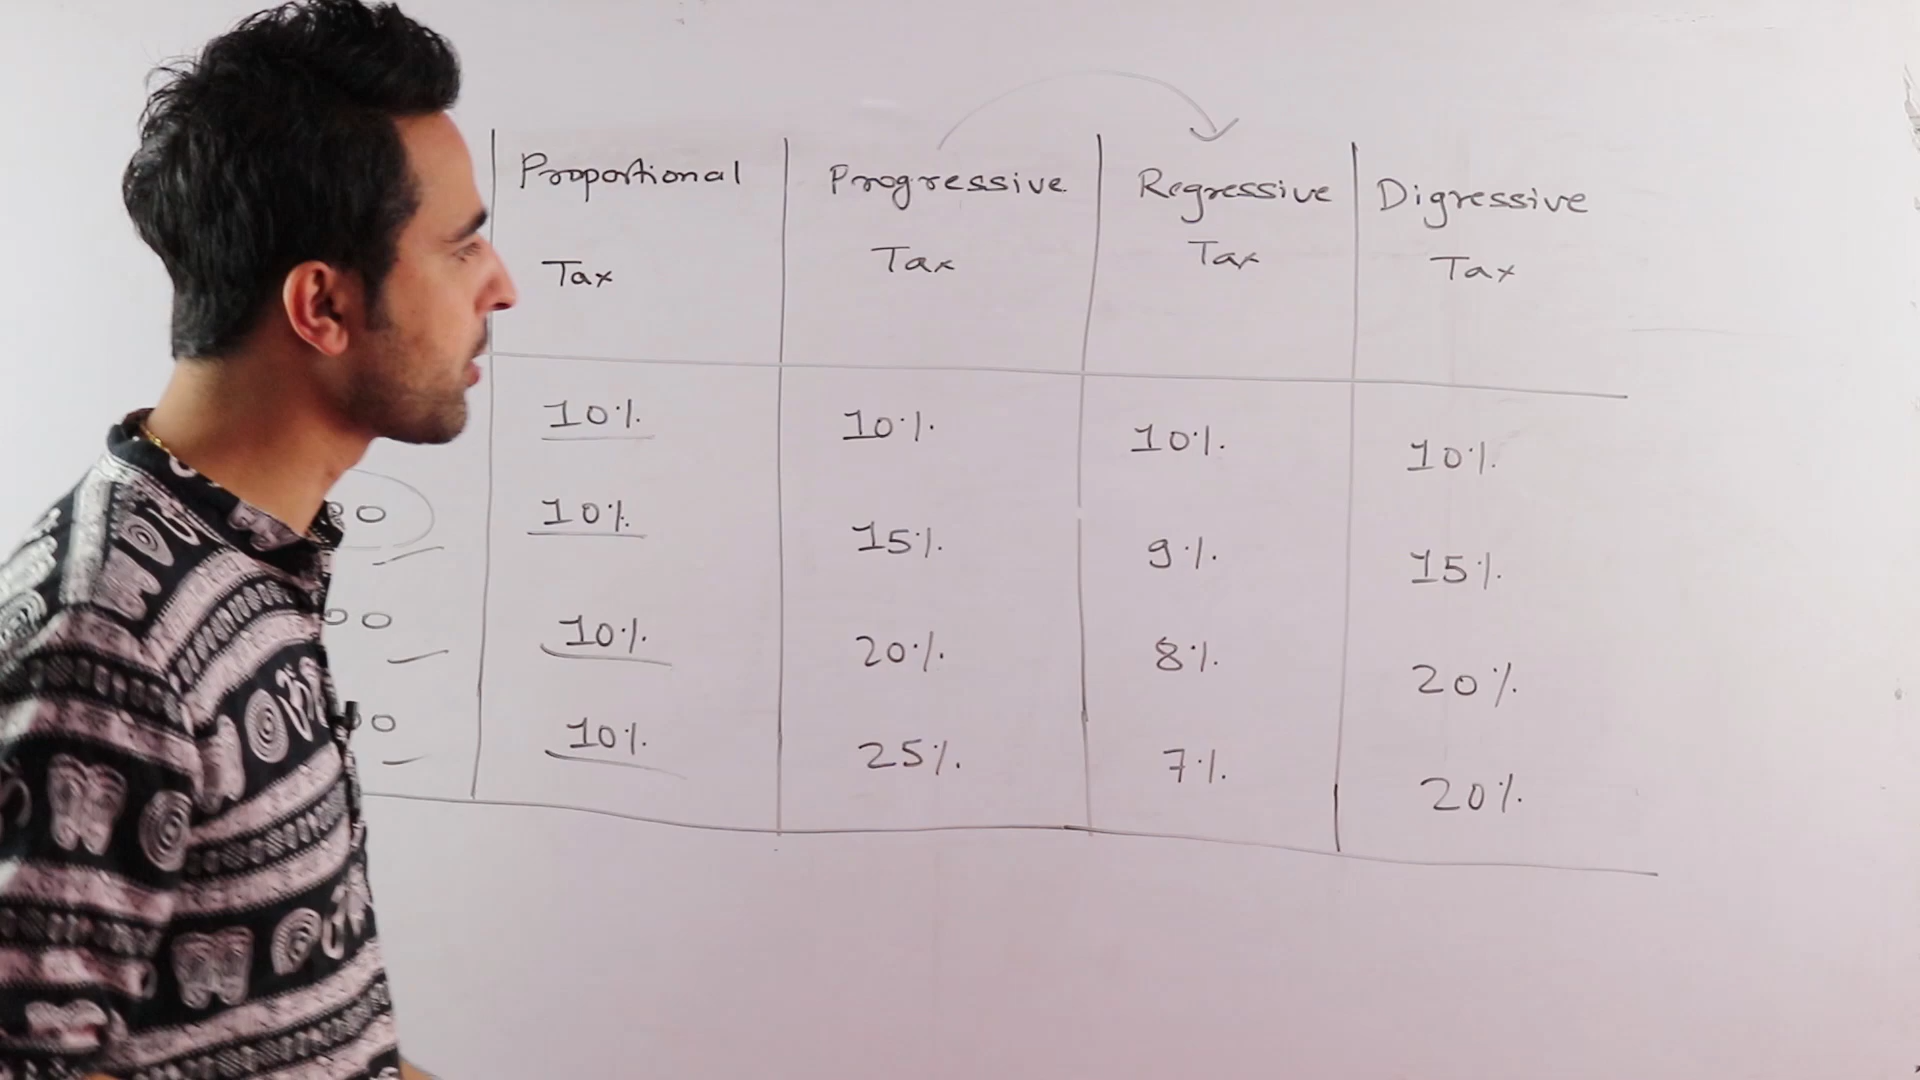 Proportional Progressive Regressive Digressive
Tax Tax Tax Tax
10% 10% 10% 10%
10% 15% 9% 15%
10% 20% 8% 20%
10% 25% 7% 20%